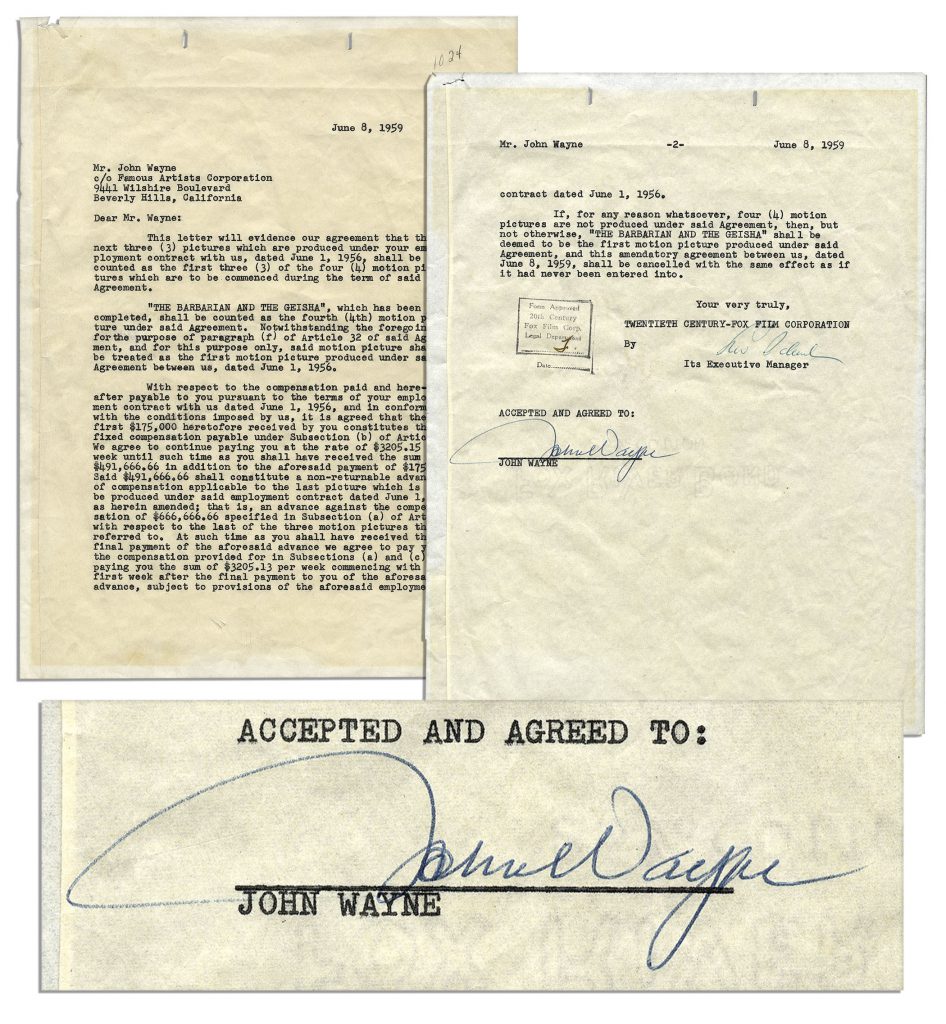 June 8, 1959
Mr. John Wayne
c/o Famous Artists Corporation
9441 Wilshire Boulevard
Beverly Hills, California
Dear Mr. Wayne:
This letter will evidence our agreement that th
next three (3) pictures which are produced under your em
ployment contract with us, dated June 1, 1956, shall be
counted as the first three (3) of the four (4) motion pi
tures which are to be commenced during the term of said
Agreement.
"THE BARBARIAN AND THE GEISHA", which has been
completed, shall be counted as the fourth (4th) motion p
ture under said Agreement. Notwithstanding the foregoin
for the purpose of paragraph (f) of Article 32 of said Ag
ment, and for this purpose only, said motion picture sha
be treated as the first motion picture produced under sa
Agreement between us, dated June 1, 1956.
With respect to the compensation paid and here-
after payable to you pursuant to the terms of your emplo
ment contract with us dated June 1, 1956, and in conform
with the conditions imposed by us, it is agreed that the
first $175,000 heretofore received by you constitutes th
fixed compensation payable under Subsection (b) of Artic
We agree to continue paying you at the rate of $3205.15
week until such time as you shall have received the sum
$491,666.66 in addition to the aforesaid payment of $175
Said $491,666.66 shall constitute a non-returnable advan
of compensation applicable to the last picture which is
be produced under said employment contract dated June 1,
as herein amended; that is, an advance against the compe
sation of $666,666.66 specified in Subsection (a) of Art
with respect to the last of the three motion pictures th
referred to. At such time as you shall have received th
final payment of the aforesaid advance we agree to pay y
the compensation provided for in Subsections (a) and (c)
paying you the sum of $3205.13 per week commencing with
first week after the final payment to you of the aforesa
advance, subject to provisions of the aforesaid employme
1024
Mr. John Wayne -2- June 8, 1959
contract dated June 1, 1956.
If, for any reason whatsoever, four (4) motion
pictures are not produced under said Agreement, then, but
not otherwise, "THE BARBARIAN AND THE GEISHA" shall be
deemed to be the first motion picture produced under said
Agreement, and this amendatory agreement between us, dated
June 8, 1959, shall be cancelled with the same effect as if
it had never been entered into.
Your very truly,
TWENTIETH CENTURY-FOX FILM CORPORATION
By
Its Executive Manager
Form Approved
20th Century
Fox Film Corp.
Legal Department
Date
ACCEPTED AND AGREED TO:
John Wayne
JOHN WAYNE
ACCEPTED AND AGREED TO:
John Wayne
JOHN WAYNE